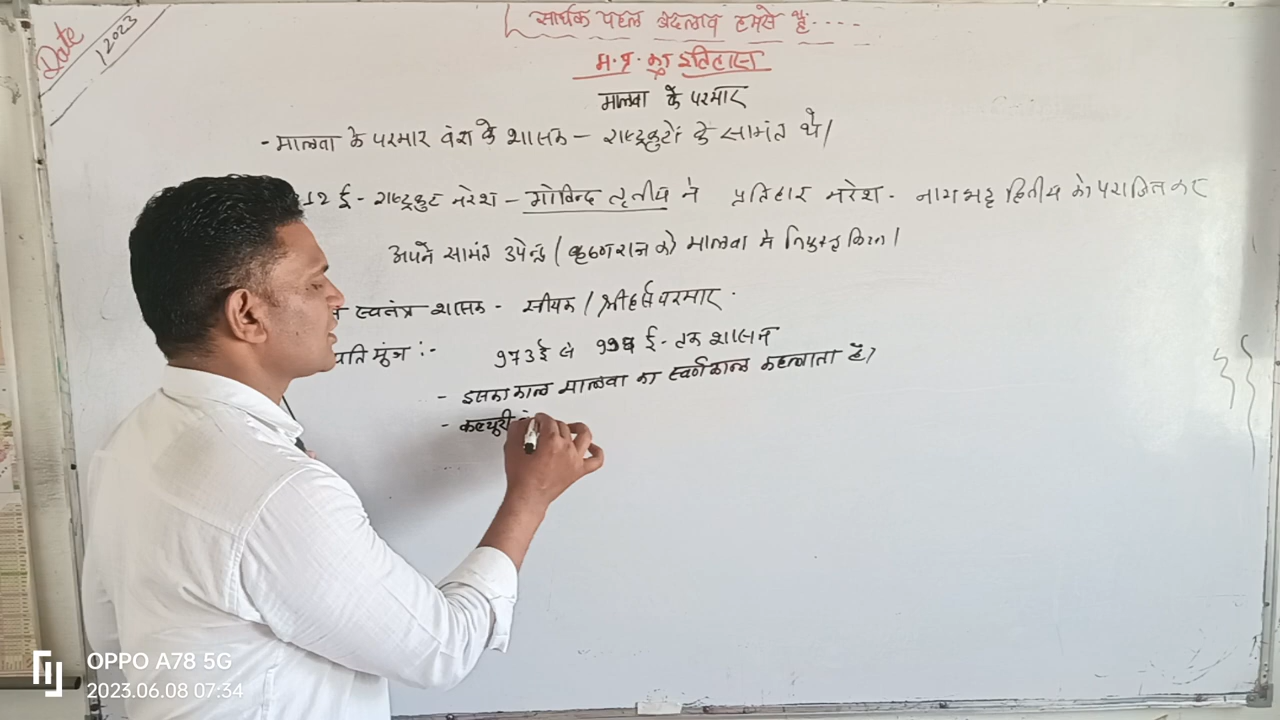 Date
/2023
सार्थक पहल बदलाव हमसे है....
म.प्र. का इतिहास
मालवा के परमार
- मालवा के परमार वंश के शासक – राष्ट्रकुटों के सामंत थे/
12 ई - राष्ट्रकुट नरेश – गोविन्द तृतीय ने प्रतिहार नरेश - नागभट्ट द्वितीय को पराजित कर
अपने सामंत उपेन्द्र / कृष्णराज को मालवा मे नियुक्त किया/
स्वतंत्र शासक - सीयक / श्रीहर्ष परमार.
पति मुंज :- 973 ई से ई - तक शासन
- इसका काल मालवा का स्वर्णकाल कहलाता है/
- कल्चुरी
OPPO A78 5G
2023.06.08 07:34